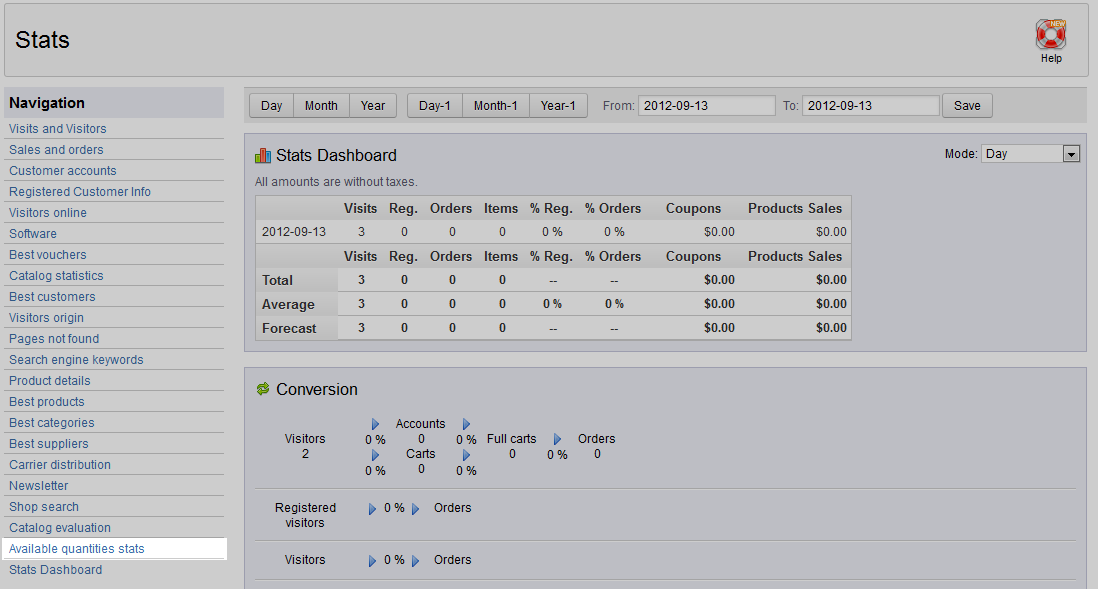 Stats
NEW
Help
Navigation
Visits and Visitors
Sales and orders
Customer accounts
Registered Customer Info
Visitors online
Software
Best vouchers
Catalog statistics
Best customers
Visitors origin
Pages not found
Search engine keywords
Product details
Best products
Best categories
Best suppliers
Carrier distribution
Newsletter
Shop search
Catalog evaluation
Available quantities stats
Stats Dashboard
Day Month Year Day-1 Month-1 Year-1 From: 2012-09-13 To: 2012-09-13 Save
Stats Dashboard Mode: Day
All amounts are without taxes.
Visits Reg. Orders Items % Reg. % Orders Coupons Products Sales
2012-09-13 3 0 0 0 0 % 0 % $0.00 $0.00
Visits Reg. Orders Items % Reg. % Orders Coupons Products Sales
Total 3 0 0 0 -- -- $0.00 $0.00
Average 3 0 0 0 0 % 0 % $0.00 $0.00
Forecast 3 0 0 0 -- -- $0.00 $0.00
Conversion
Accounts
Visitors 0 % 0 0 % Full carts Orders
2 Carts 0 0 % 0
0 % 0 0 %
Registered 0 % Orders
visitors
Visitors 0 % Orders